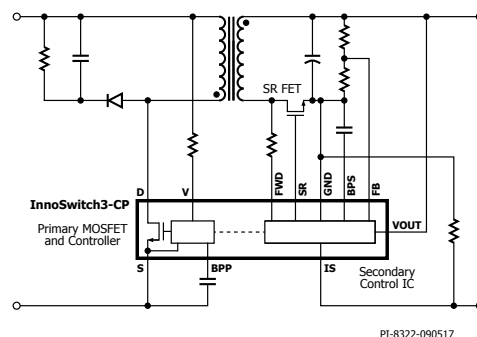 SR FET
D
V
FWD
SR
GND
BPS
FB
InnoSwitch3-CP
VOUT
Primary MOSFET
and Controller
S
BPP
IS
Secondary
Control IC
PI-8322-090517